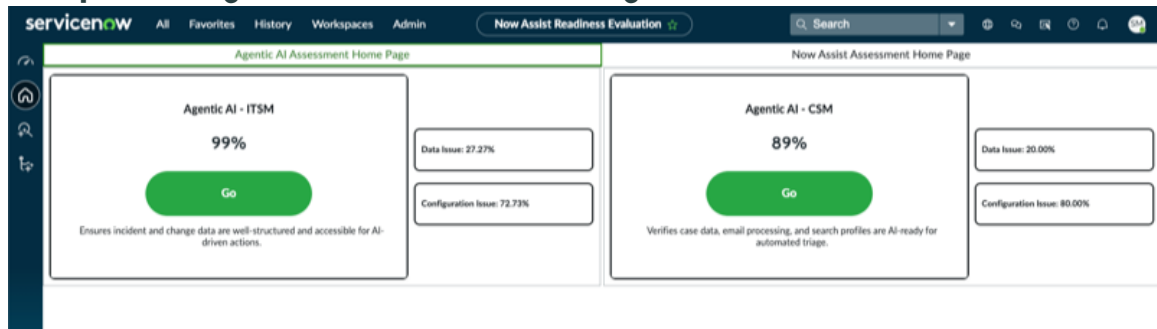 servicenow All Favorites History Workspaces Admin Now Assist Readiness Evaluation Search SM
Agentic AI Assessment Home Page
Now Assist Assessment Home Page
Agentic AI - ITSM
99%
Go
Ensures incident and change data are well-structured and accessible for AI-
driven actions.
Data Issue: 27.27%
Configuration Issue: 72.73%
Agentic AI - CSM
89%
Go
Verifies case data, email processing, and search profiles are AI-ready for
automated triage.
Data Issue: 20.00%
Configuration Issue: 80.00%